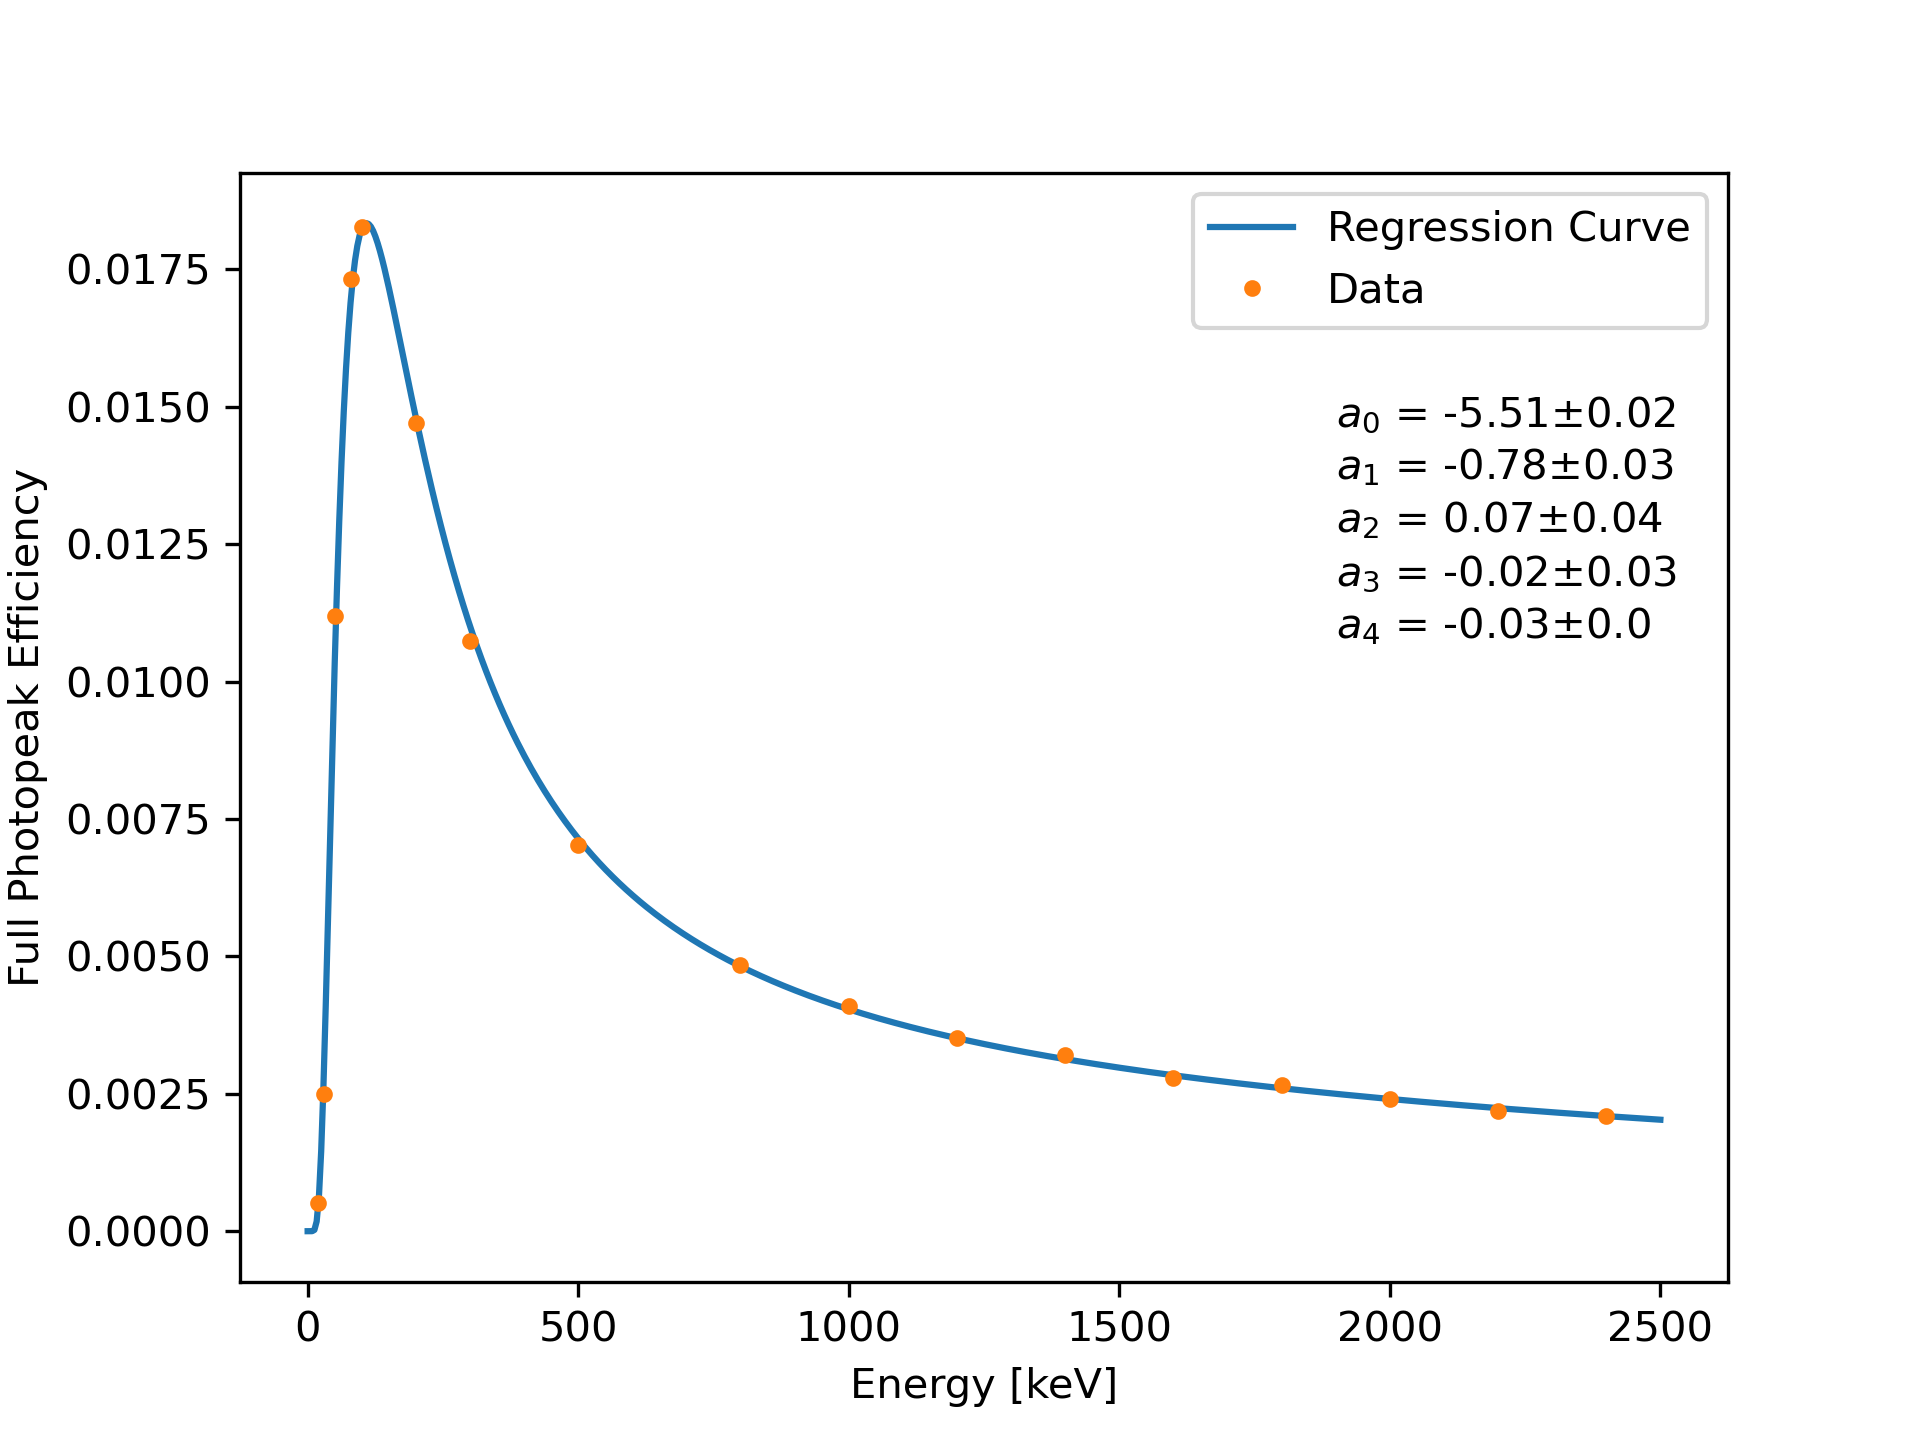 Regression Curve
Data
a0 = -5.51±0.02
a1 = -0.78±0.03
a2 = 0.07±0.04
a3 = -0.02±0.03
a4 = -0.03±0.0
Full Photopeak Efficiency
0.0175
0.0150
0.0125
0.0100
0.0075
0.0050
0.0025
0.0000
0 500 1000 1500 2000 2500
Energy [keV]